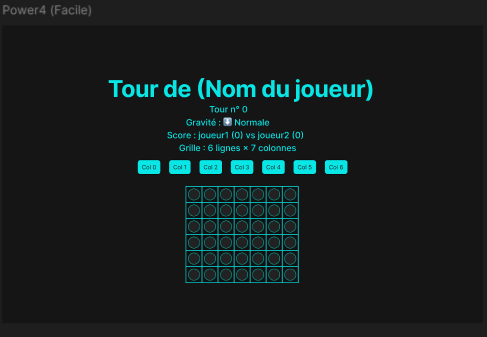 Power4 (Facile)
Tour de (Nom du joueur)
Tour n° 0
Gravité : ⬇️ Normale
Score : joueur1 (0) vs joueur2 (0)
Grille : 6 lignes × 7 colonnes
Col 0 Col 1 Col 2 Col 3 Col 4 Col 5 Col 6